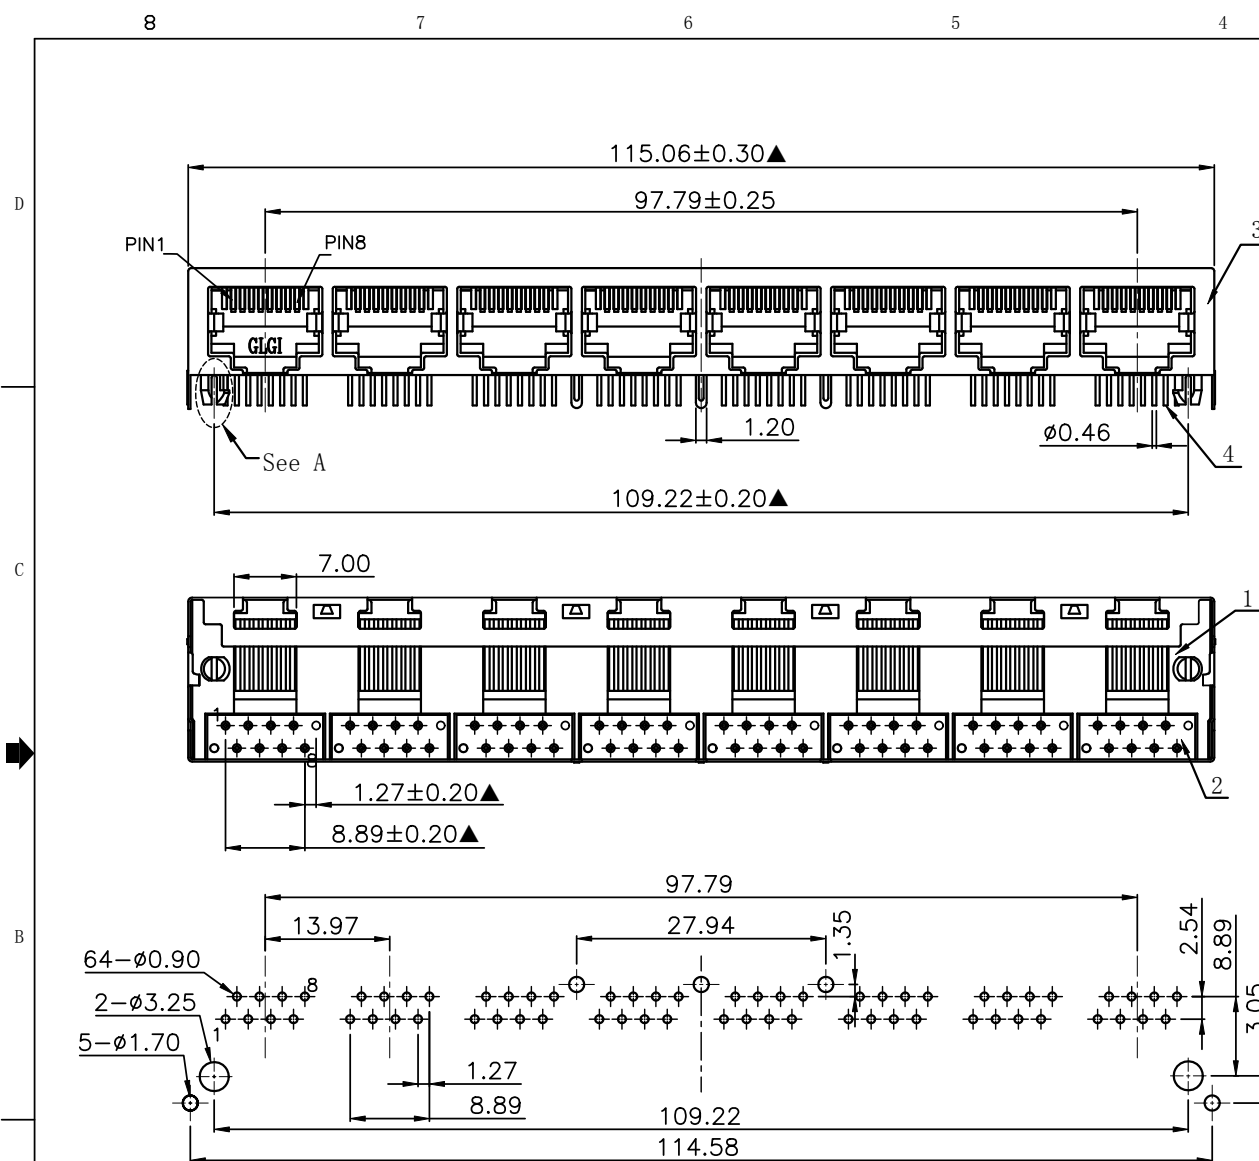 8 7 6 5 4
D
115.06±0.30▲
97.79±0.25
3
PIN1 PIN8
GLGI
1.20
ø0.46
4
See A
109.22±0.20▲
C
7.00
1
1
8
2
1.27±0.20▲
8.89±0.20▲
97.79
B
13.97 27.94 1.35 2.54 8.89
64-ø0.90
8
2-ø3.25
3.05
1
5-ø1.70
1.27
8.89
109.22
114.58